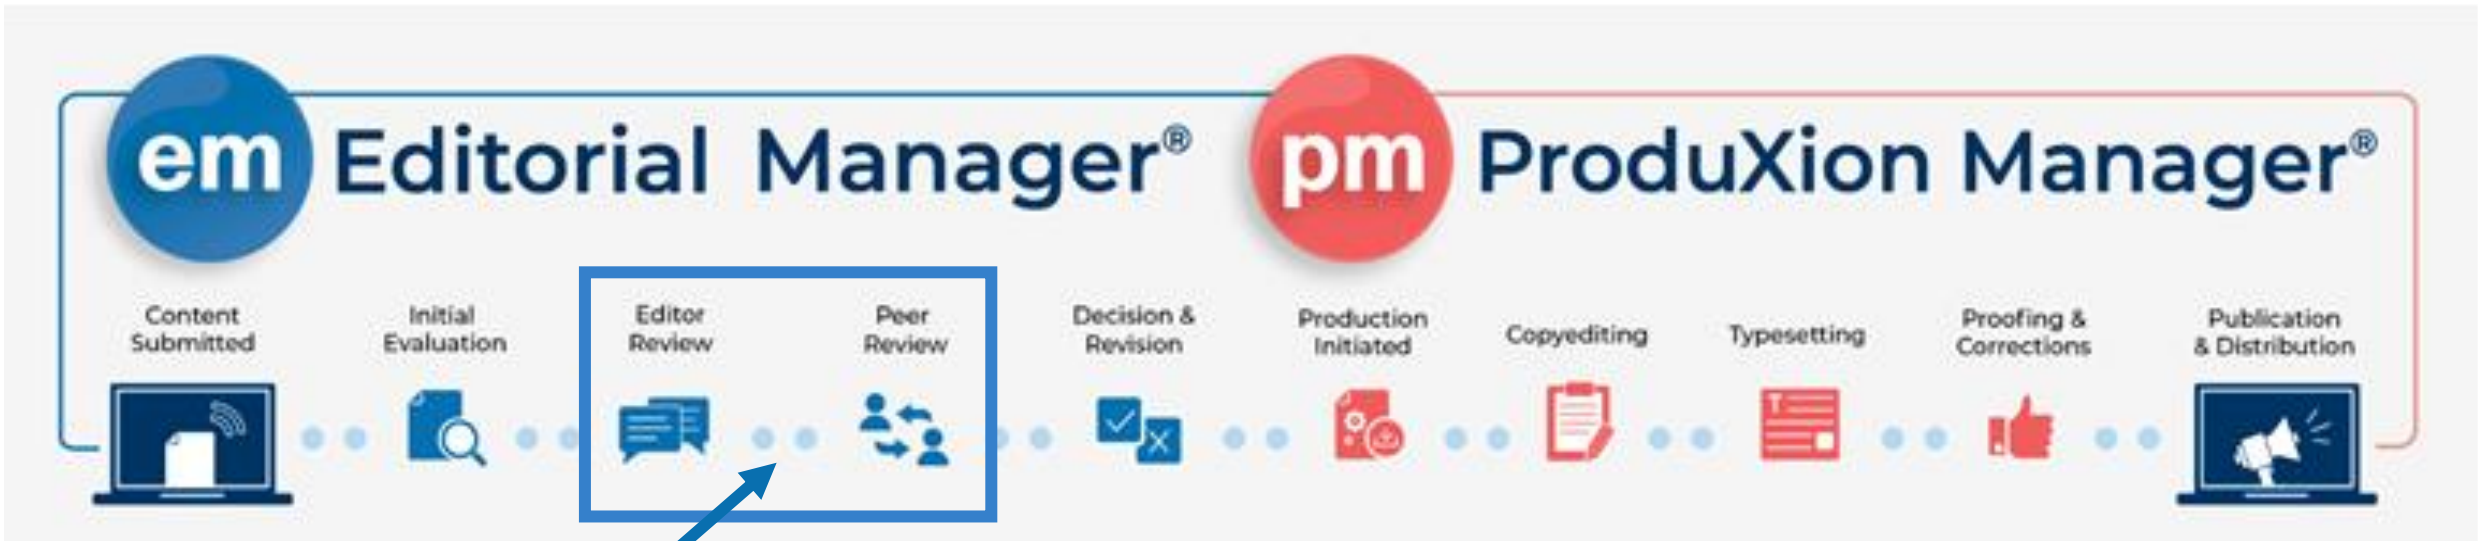 em Editorial Manager®
pm ProduXion Manager®
Content
Submitted
Initial
Evaluation
Editor
Review
Peer
Review
Decision &
Revision
Production
Initiated
Copyediting
Typesetting
Proofing &
Corrections
Publication
& Distribution
T